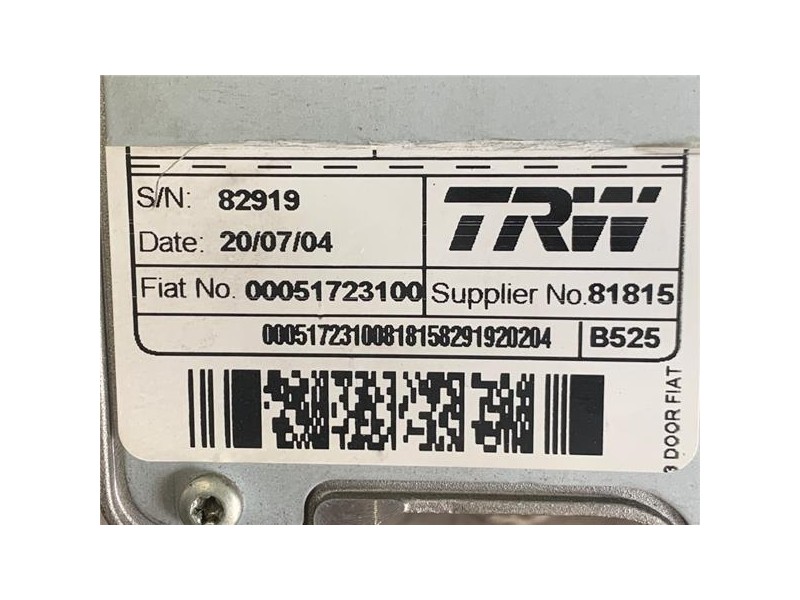 S/N: 82919
TRW
Date: 20/07/04
Fiat No. 00051723100
Supplier No. 81815
00051723100818158291920204
B525
3 DOOR FIAT